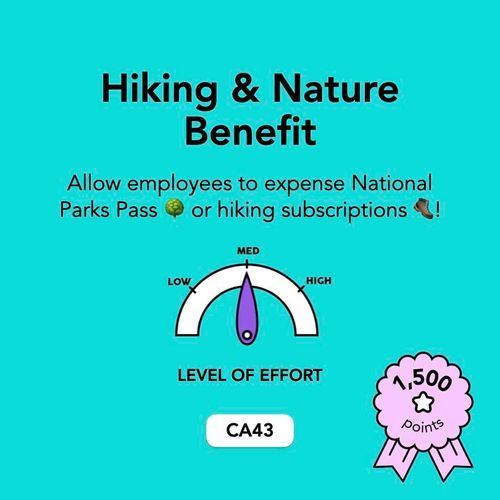 Hiking & Nature
Benefit
Allow employees to expense National
Parks Pass 🌳 or hiking subscriptions 🥾!
MED
LOW
HIGH
LEVEL OF EFFORT
CA43
1,500
points